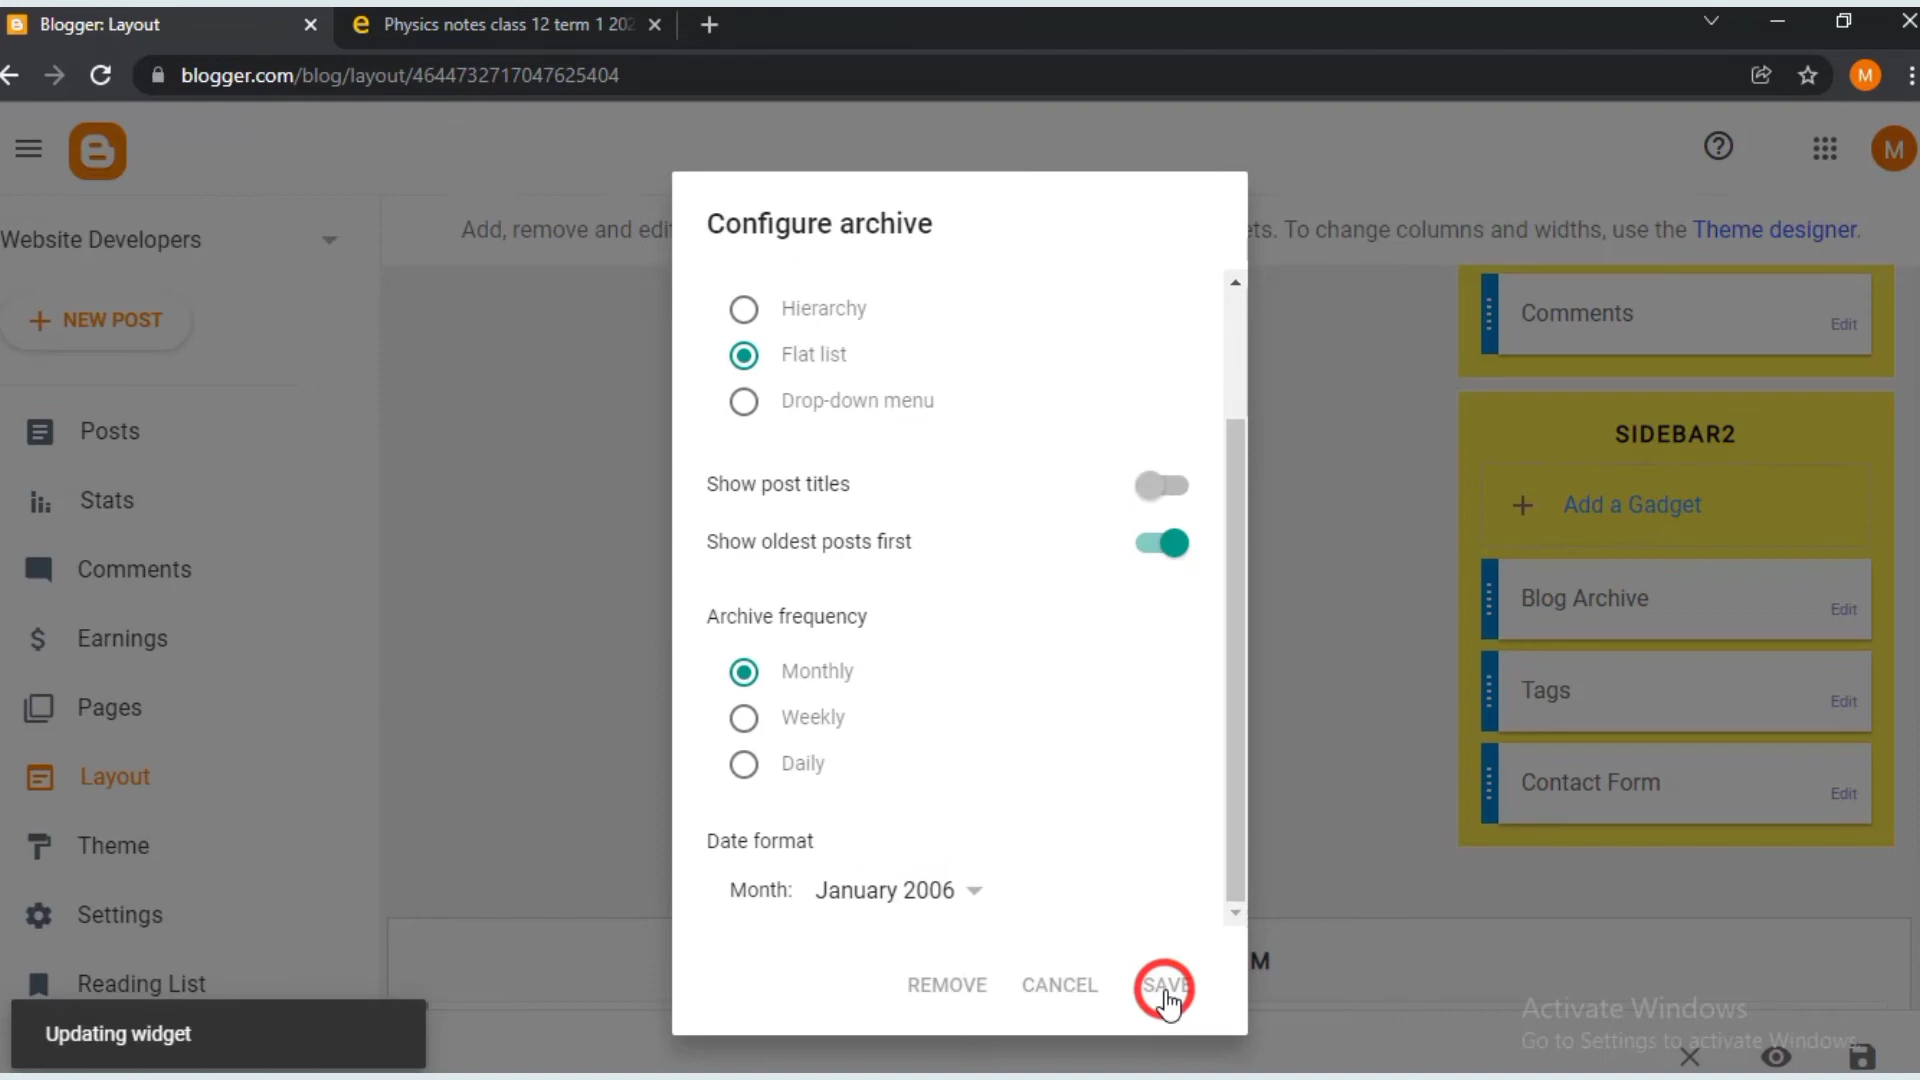 Blogger: Layout
Physics notes class 12 term 1 202
blogger.com/blog/layout/4644732717047625404
M
M
Website Developers
Add, remove and edi
ets. To change columns and widths, use the Theme designer.
NEW POST
Posts
Stats
Comments
Earnings
Pages
Layout
Theme
Settings
Reading List
Updating widget
Configure archive
Hierarchy
Flat list
Drop-down menu
Show post titles
Show oldest posts first
Archive frequency
Monthly
Weekly
Daily
Date format
Month: January 2006
REMOVE CANCEL SAVE
Comments
Edit
SIDEBAR2
Add a Gadget
Blog Archive
Edit
Tags
Edit
Contact Form
Edit
M
Activate Windows
Go to Settings to activate Windows.